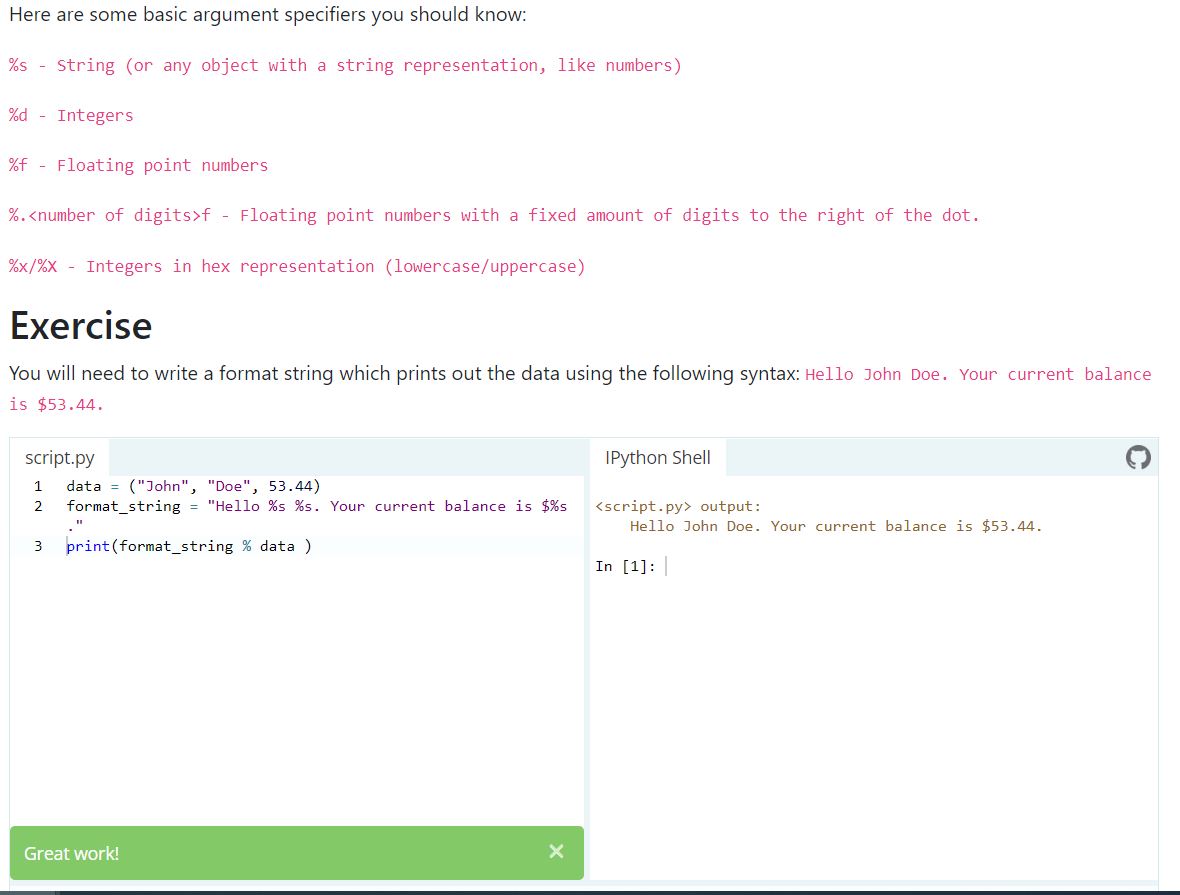 Here are some basic argument specifiers you should know:
%s - String (or any object with a string representation, like numbers)
%d - Integers
%f - Floating point numbers
%.<number of digits>f - Floating point numbers with a fixed amount of digits to the right of the dot.
%x/%X - Integers in hex representation (lowercase/uppercase)
Exercise
You will need to write a format string which prints out the data using the following syntax: Hello John Doe. Your current balance
is $53.44.
script.py
1 data = ("John", "Doe", 53.44)
2 format_string = "Hello %s %s. Your current balance is $%s
."
3 print(format_string % data )
Great work!
IPython Shell
<script.py> output:
Hello John Doe. Your current balance is $53.44.
In [1]: